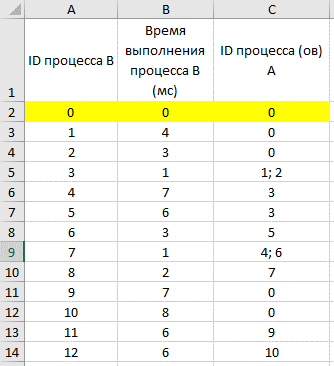 A B C
1 ID процесса B Время выполнения процесса B (мс) ID процесса (ов) A
2 0 0 0
3 1 4 0
4 2 3 0
5 3 1 1; 2
6 4 7 3
7 5 6 3
8 6 3 5
9 7 1 4; 6
10 8 2 7
11 9 7 0
12 10 8 0
13 11 6 9
14 12 6 10